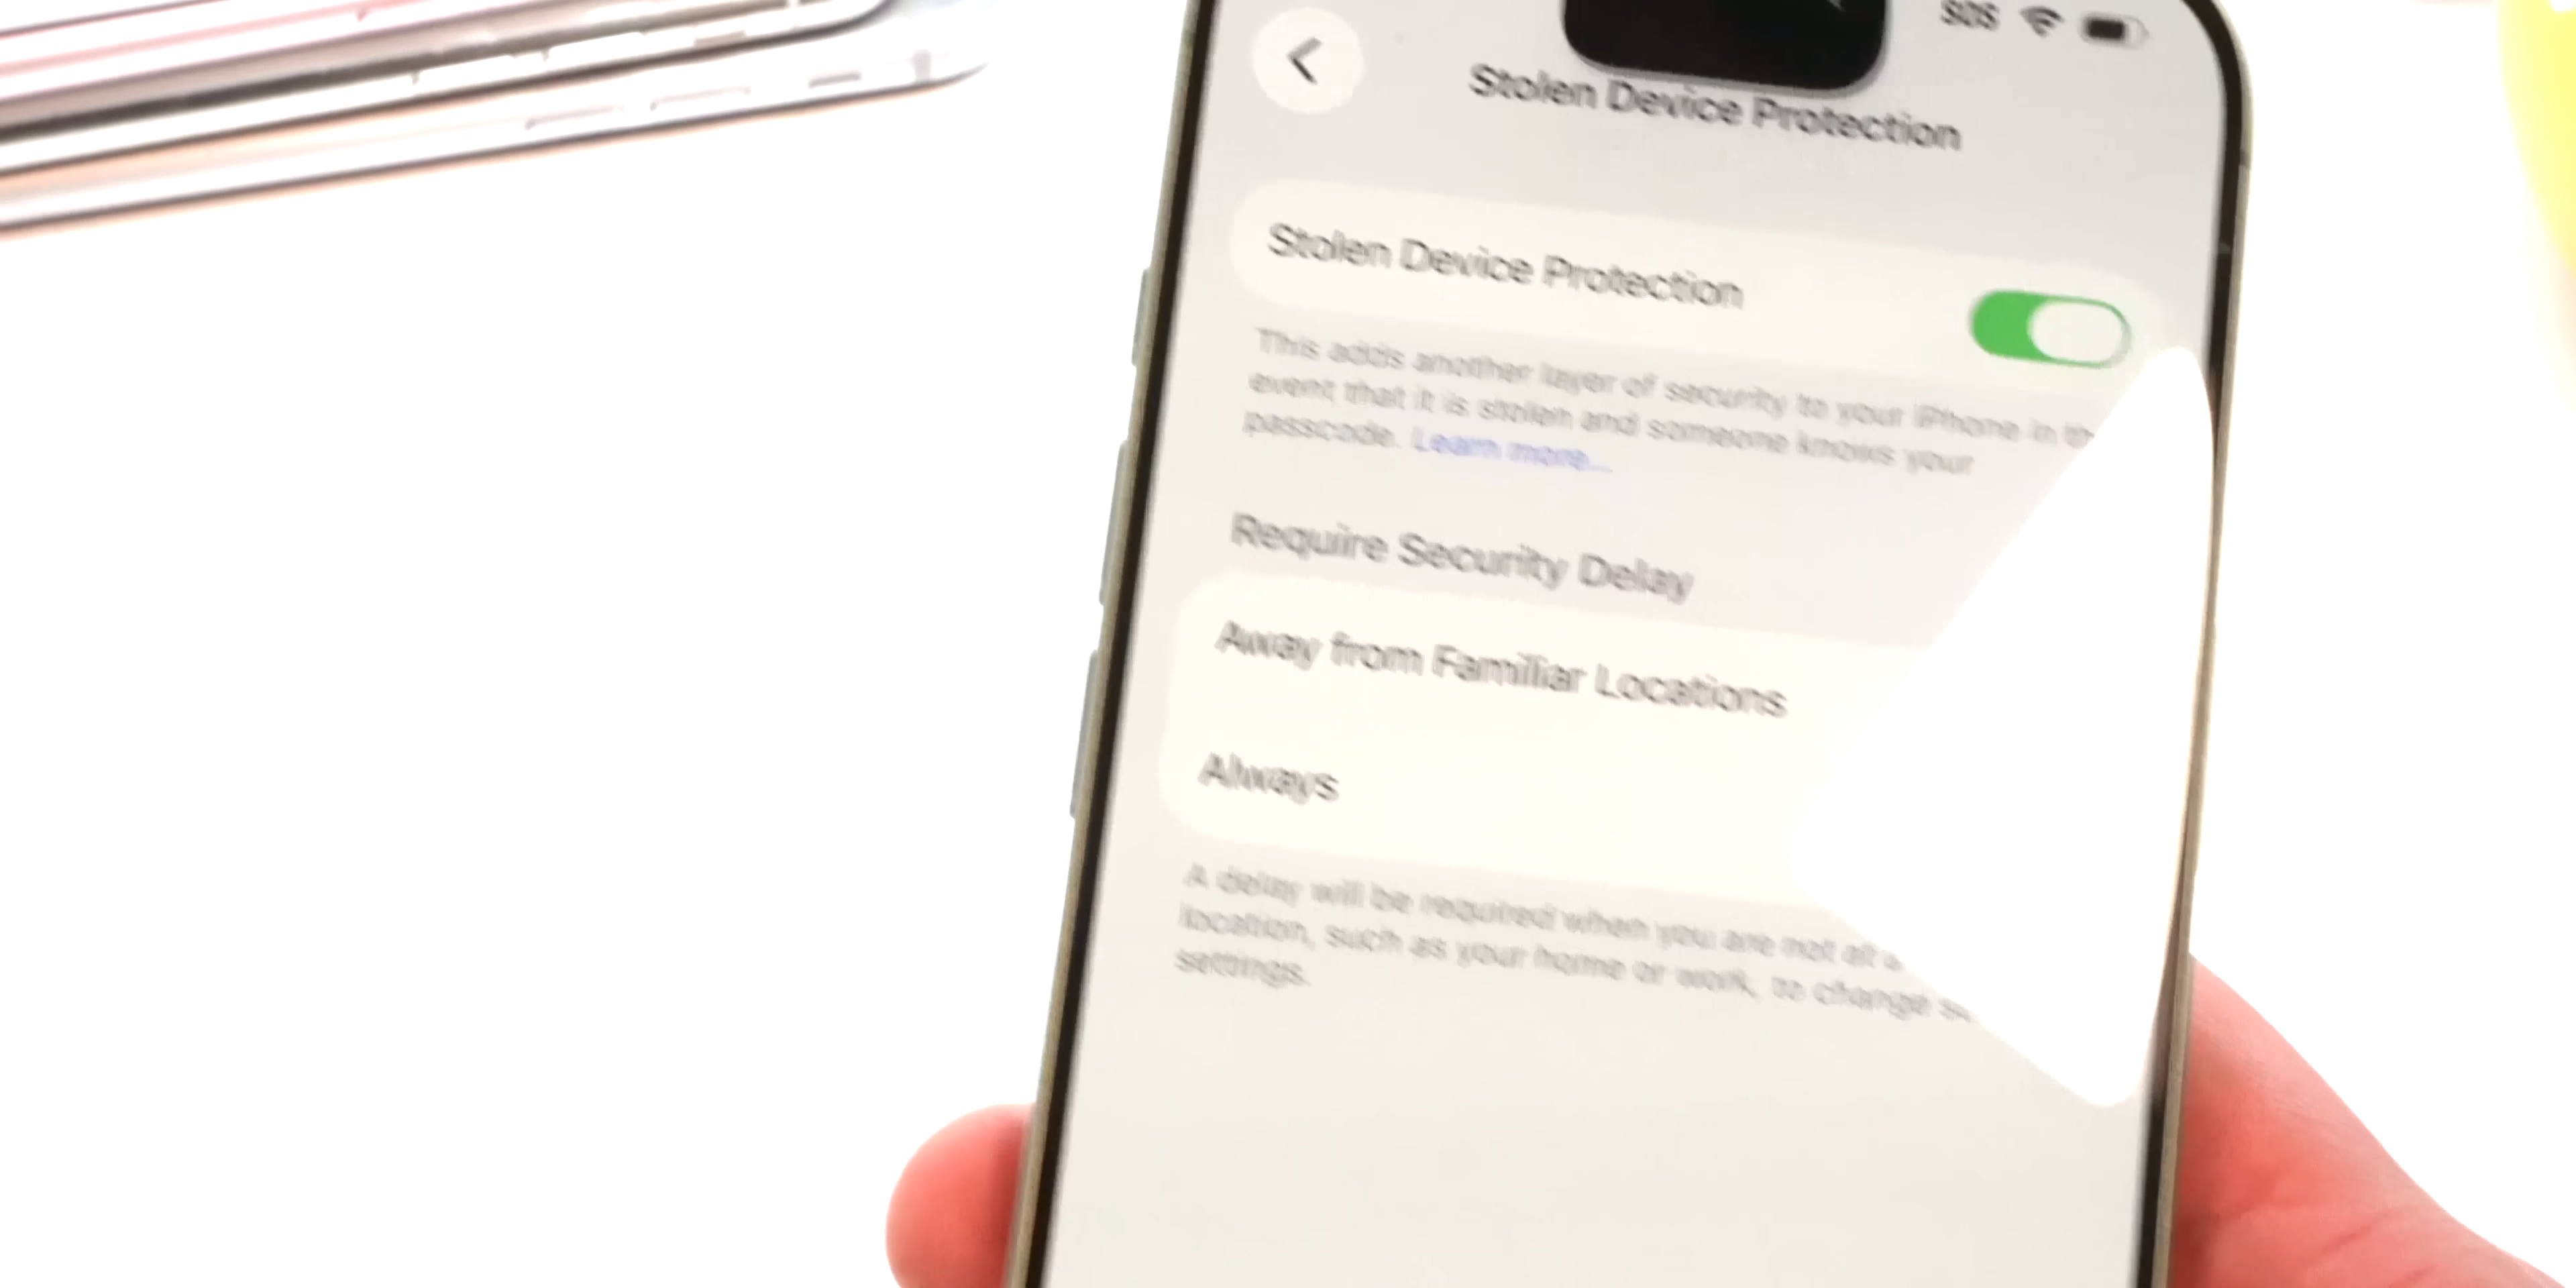 SOS
Stolen Device Protection
Stolen Device Protection
This adds another layer of security to your iPhone in th
event that it is stolen and someone knows your
passcode. Learn more...
Require Security Delay
Away from Familiar Locations
Always
A delay will be required when you are not at a
location, such as your home or work, to change
settings.